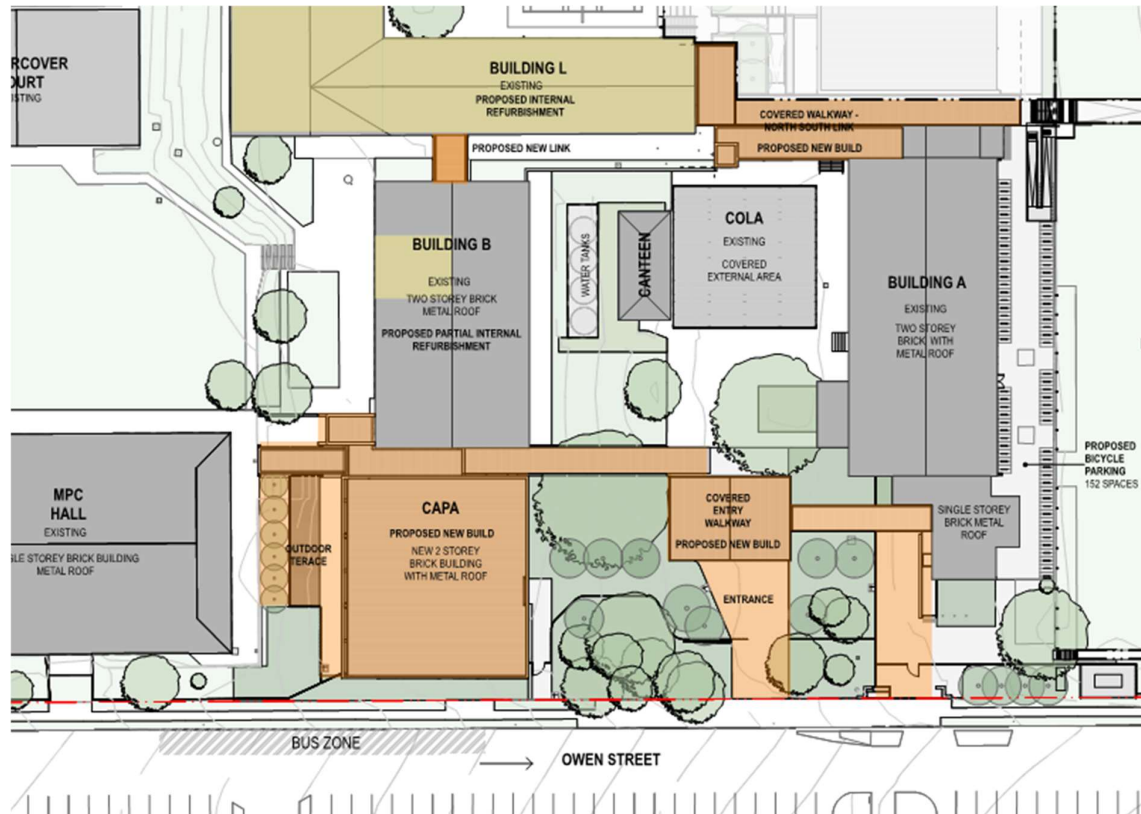 RCOVER
OURT
ISTING
BUILDING L
EXISTING
PROPOSED INTERNAL
REFURBISHMENT
COVERED WALKWAY -
NORTH SOUTH LINK
PROPOSED NEW LINK
PROPOSED NEW BUILD
BUILDING B
EXISTING
TWO STOREY BRICK
METAL ROOF
PROPOSED PARTIAL INTERNAL
REFURBISHMENT
WATER TANKS
CANTEEN
COLA
EXISTING
COVERED
EXTERNAL AREA
BUILDING A
EXISTING
TWO STOREY
BRICK WITH
METAL ROOF
PROPOSED
BICYCLE
PARKING
152 SPACES
MPC
HALL
EXISTING
GLE STOREY BRICK BUILDING
METAL ROOF
OUTDOOR
TERACE
CAPA
PROPOSED NEW BUILD
NEW 2 STOREY
BRICK BUILDING
WITH METAL ROOF
COVERED
ENTRY
WALKWAY
PROPOSED NEW BUILD
SINGLE STOREY
BRICK METAL
ROOF
ENTRANCE
BUS ZONE
OWEN STREET